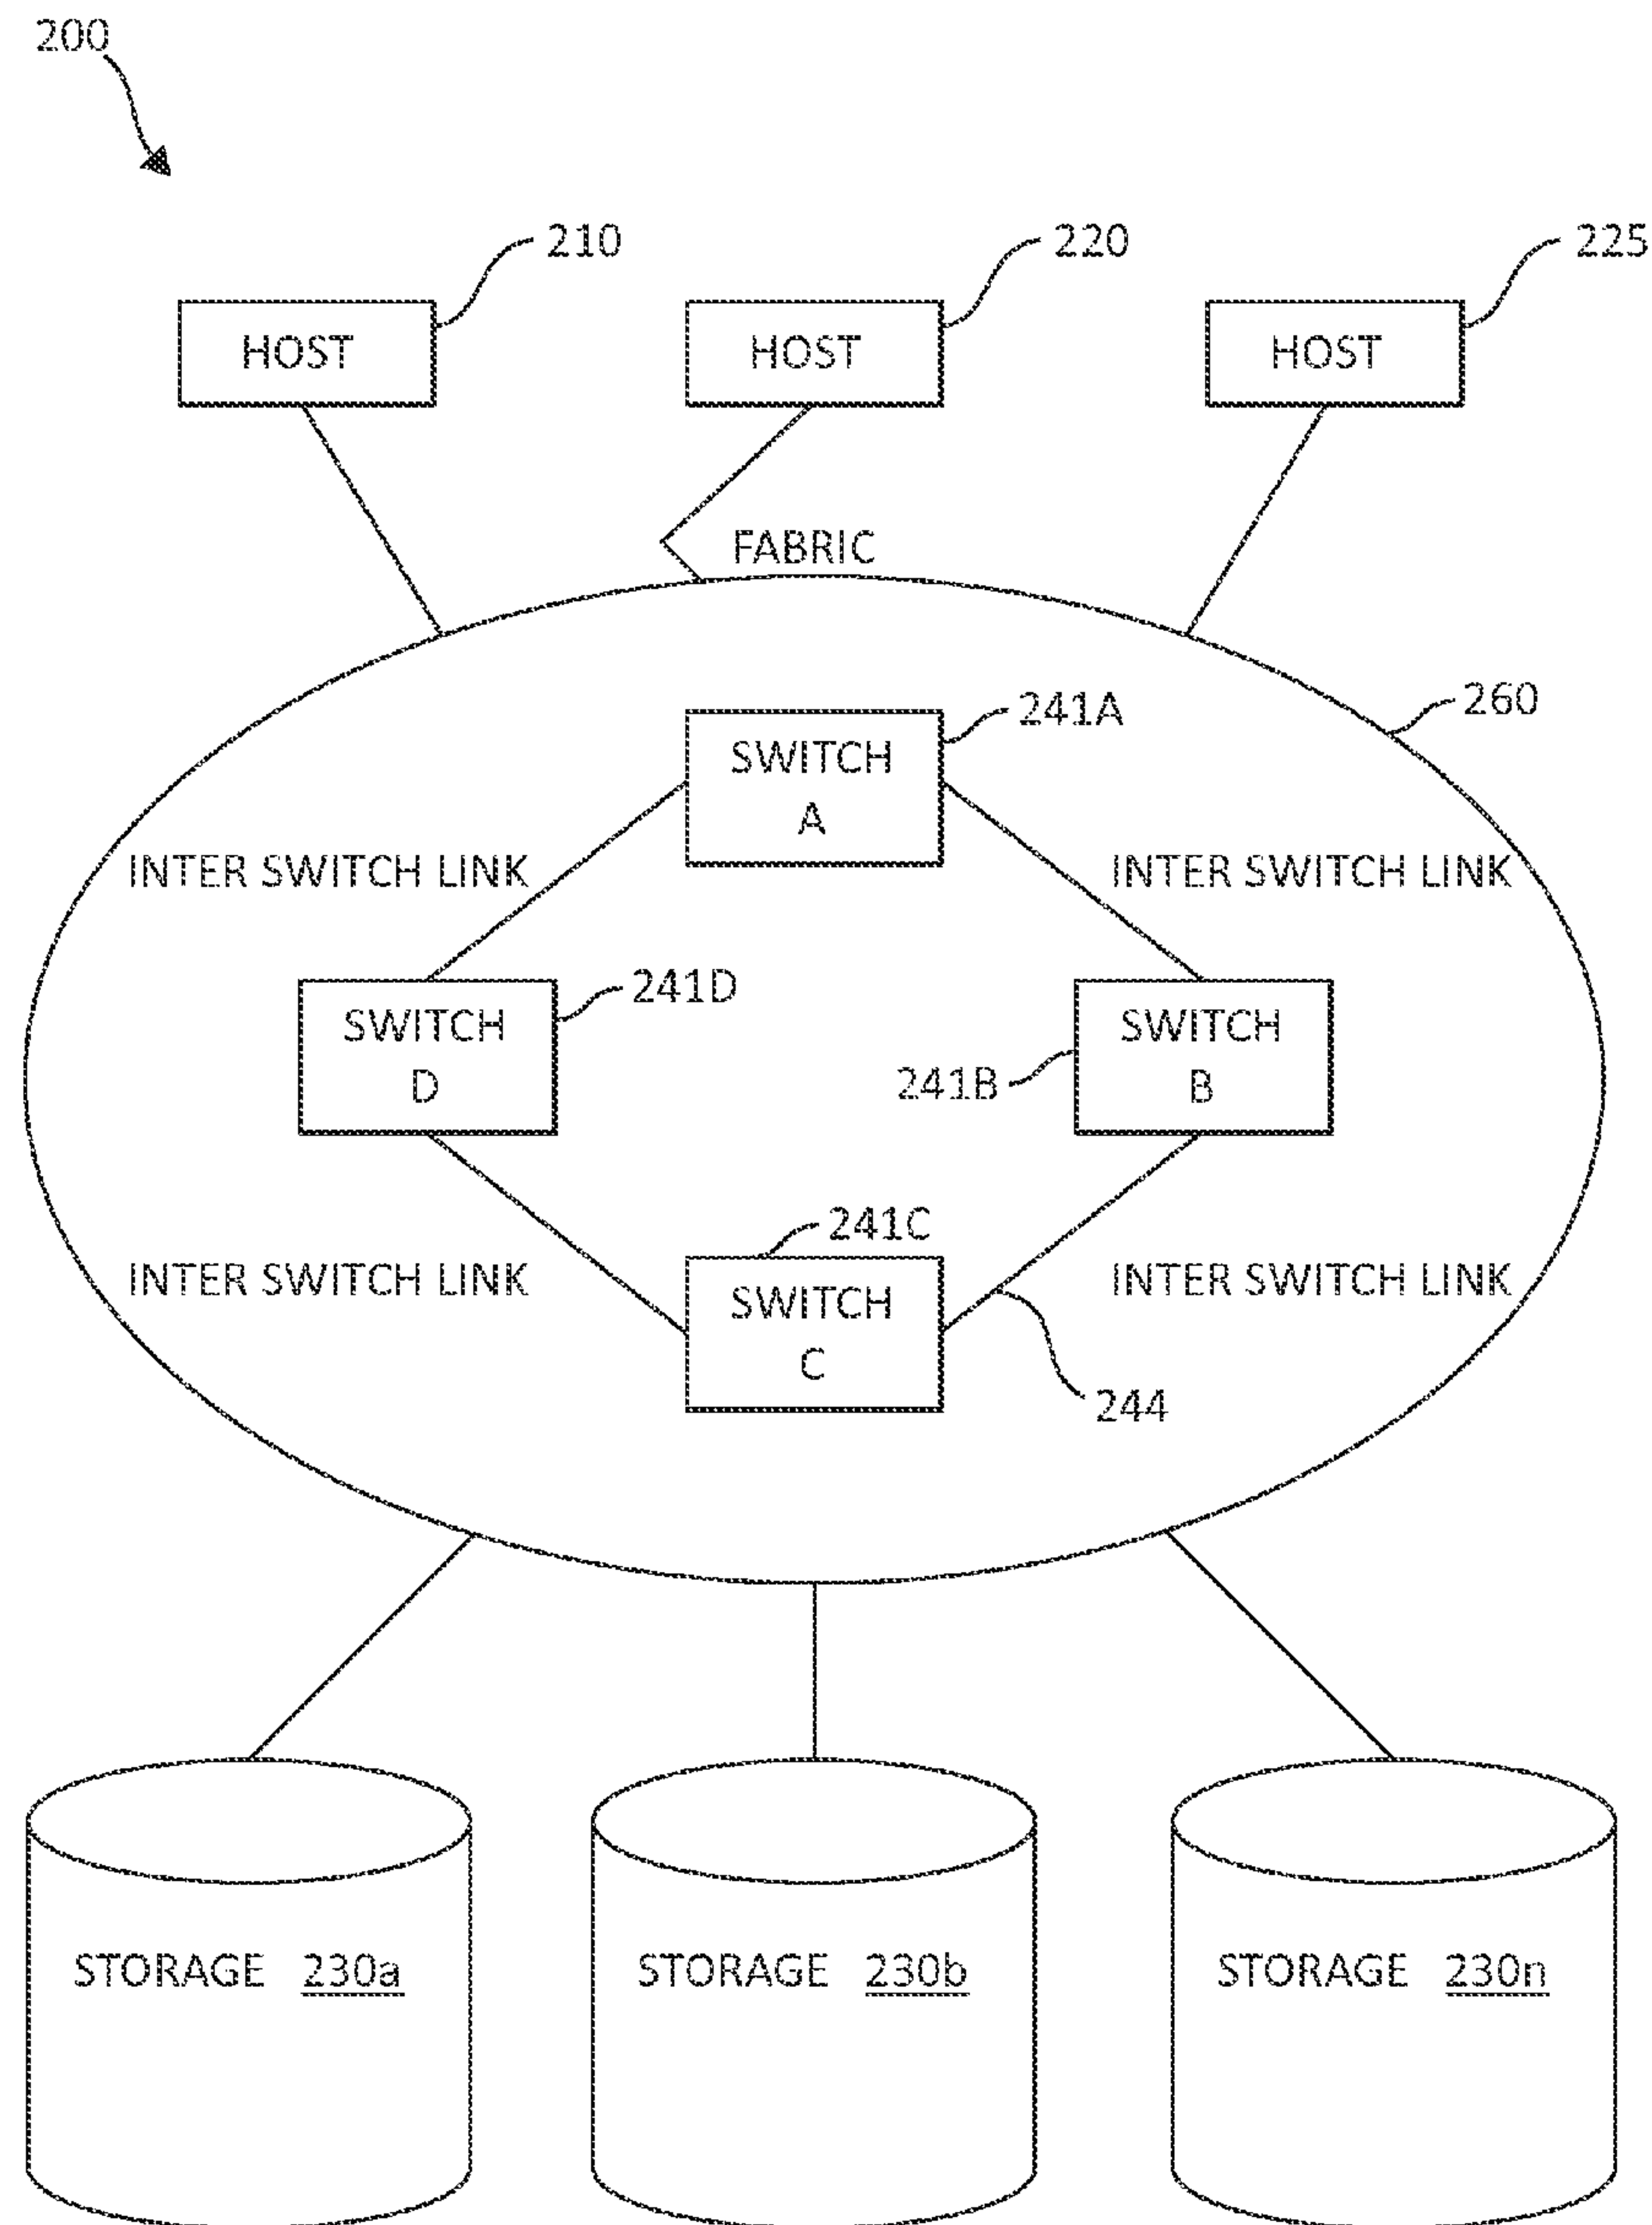 200
210
220
225
HOST
HOST
HOST
FABRIC
260
241A
SWITCH
A
INTER SWITCH LINK
INTER SWITCH LINK
241D
SWITCH
D
241B
SWITCH
B
241C
INTER SWITCH LINK
INTER SWITCH LINK
SWITCH
C
244
STORAGE 230a
STORAGE 230b
STORAGE 230n